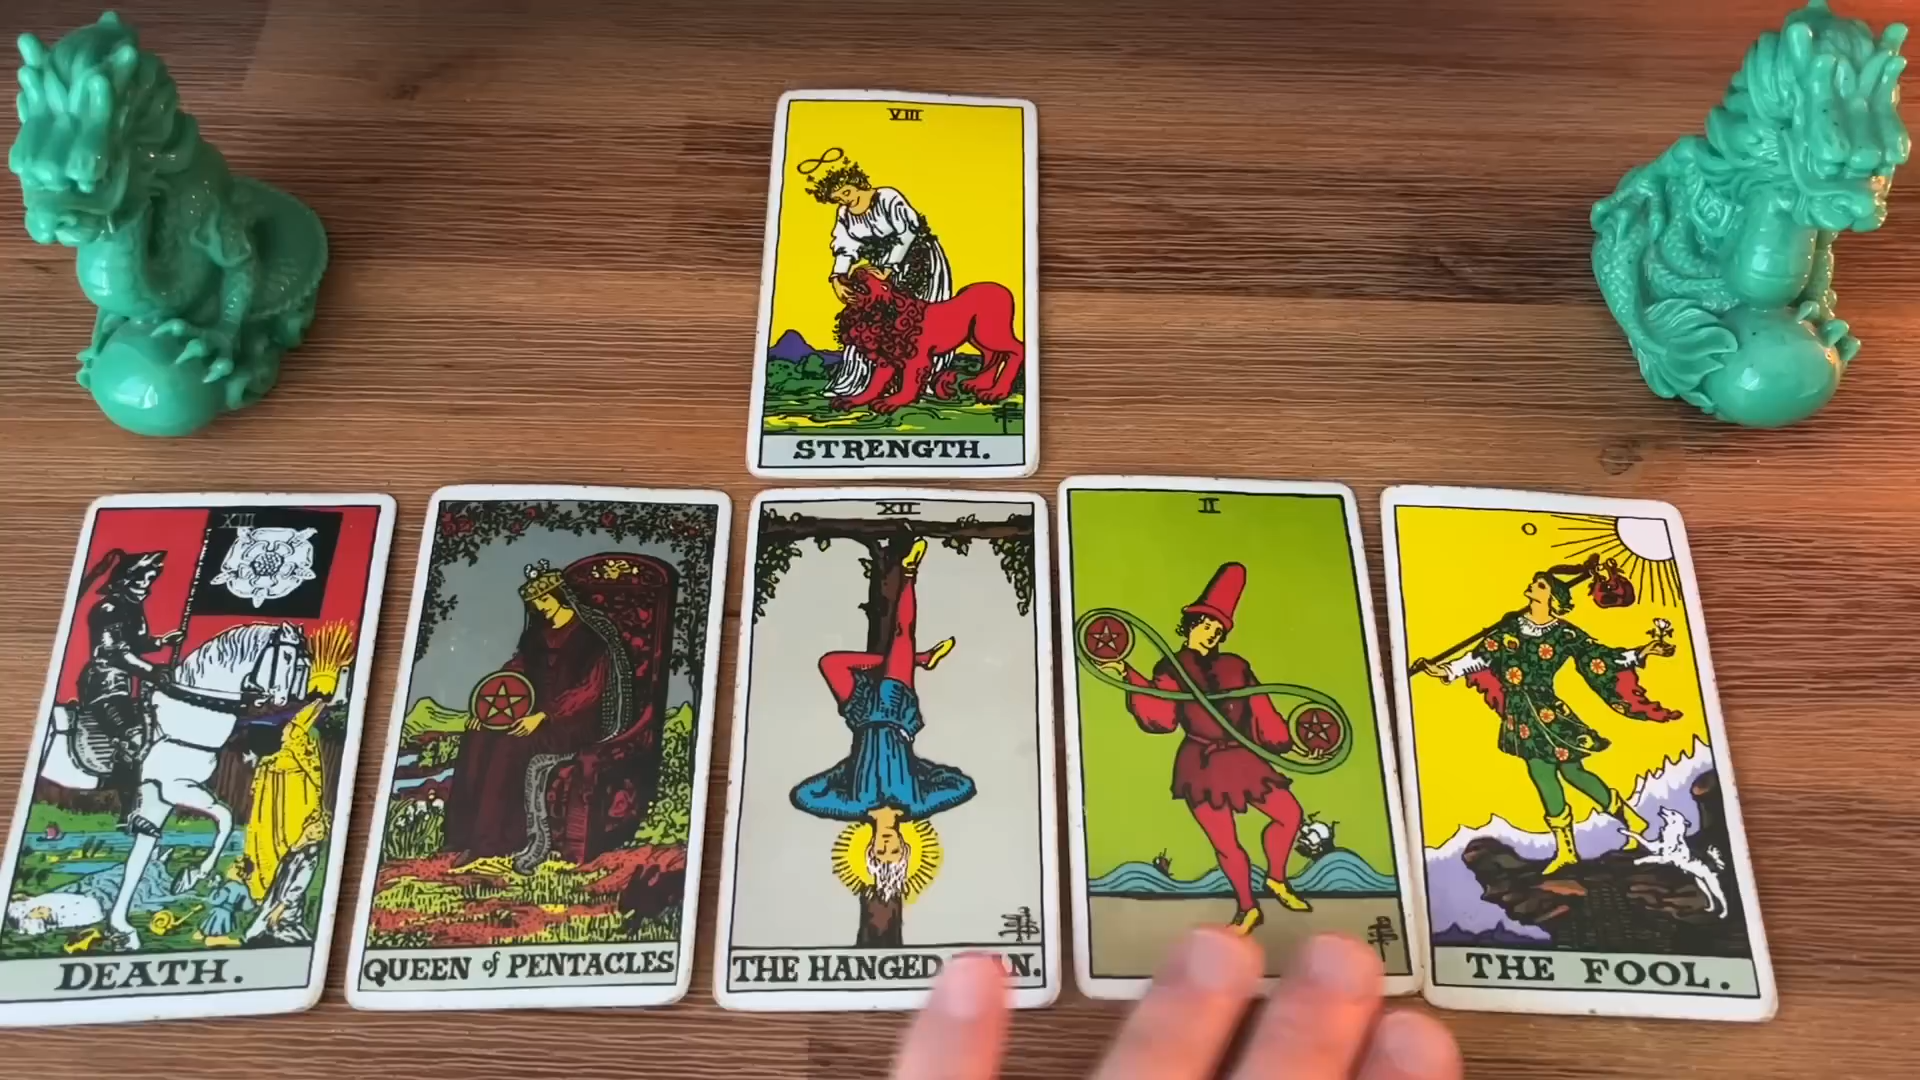 VIII
STRENGTH.
XIII
XII
II
0
DEATH.
QUEEN of PENTACLES
THE HANGED
THE FOOL.